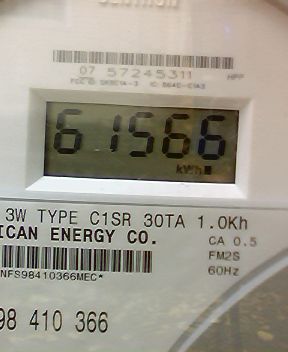 07 57245311 HPP
61566
kWh
3W TYPE C1SR 30TA 1.0Kh
ICAN ENERGY CO. CA 0.5
FM2S
NFS98410366MEC* 60Hz
98 410 366